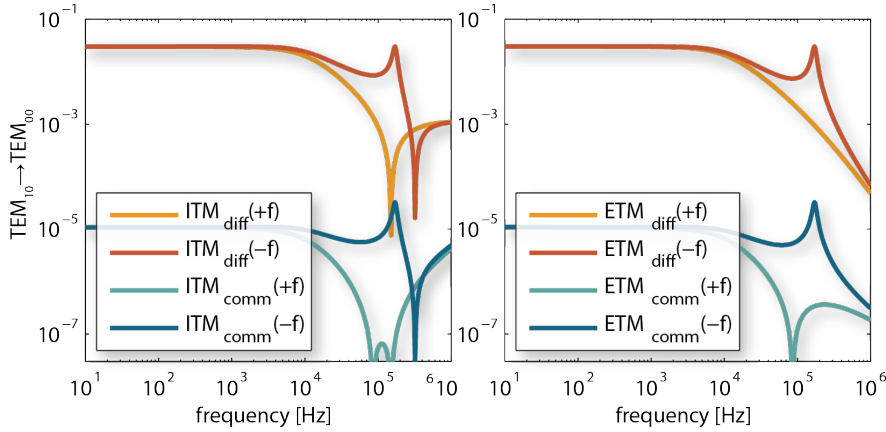 TEM10→TEM00
10^-1
10^-3
10^-5
10^-7
ITM diff(+f)
ITM diff(−f)
ITM comm(+f)
ITM comm(−f)
10^1 10^2 10^3 10^4 10^5 6 10
frequency [Hz]
10^-1
10^-3
10^-5
10^-7
ETM diff(+f)
ETM diff(−f)
ETM comm(+f)
ETM comm(−f)
10^1 10^2 10^3 10^4 10^5 10^6
frequency [Hz]